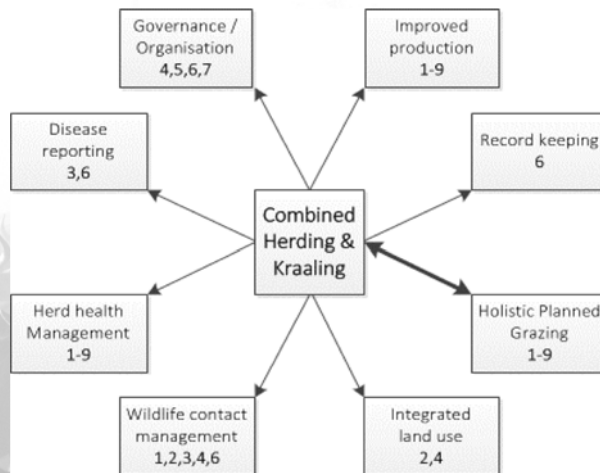 Governance /
Organisation
4,5,6,7
Improved
production
1-9
Disease
reporting
3,6
Record keeping
6
Combined
Herding &
Kraaling
Herd health
Management
1-9
Holistic Planned
Grazing
1-9
Wildlife contact
management
1,2,3,4,6
Integrated
land use
2,4